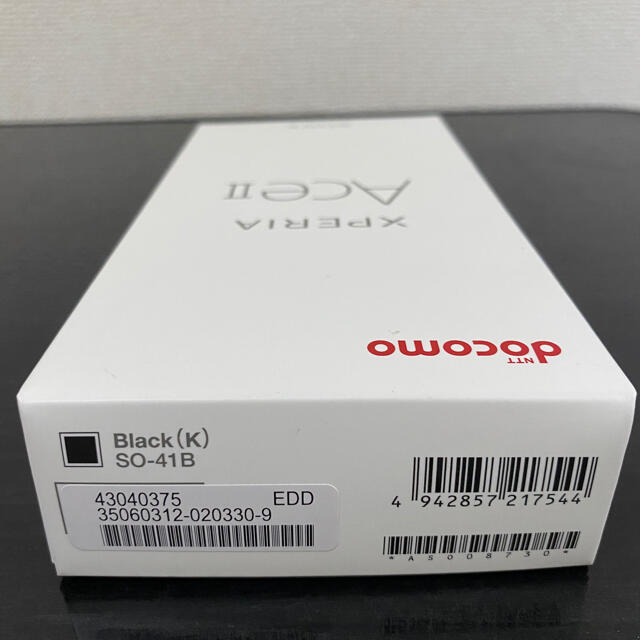 XPERIA
Ace II
NTT
docomo
Black(K)
SO-41B
43040375 EDD
35060312-020330-9
4 942857 217544
*AS008730*